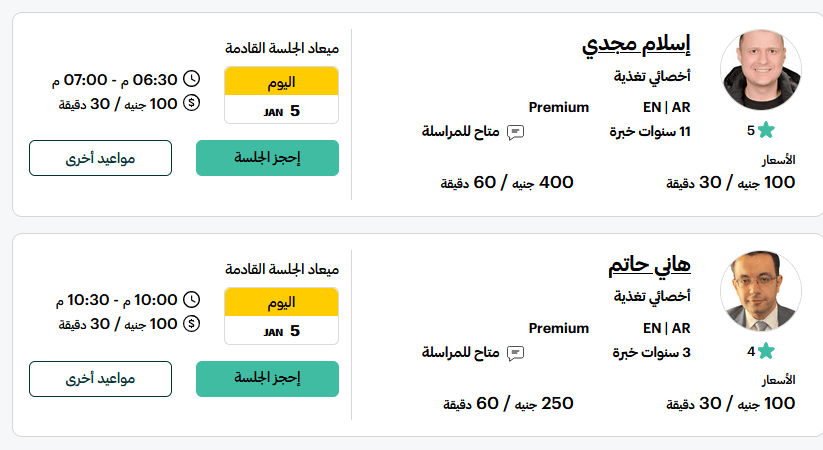 إسلام مجدي
أخصائي تغذية
EN | AR
Premium
11 سنوات خبرة
متاح للمراسلة
5
الأسعار
100 جنيه / 30 دقيقة
400 جنيه / 60 دقيقة
ميعاد الجلسة القادمة
اليوم
5 JAN
06:30 م - 07:00 م
100 جنيه / 30 دقيقة
إحجز الجلسة
مواعيد أخرى
هاني حاتم
أخصائي تغذية
EN | AR
Premium
3 سنوات خبرة
متاح للمراسلة
4
الأسعار
100 جنيه / 30 دقيقة
250 جنيه / 60 دقيقة
ميعاد الجلسة القادمة
اليوم
5 JAN
10:00 م - 10:30 م
100 جنيه / 30 دقيقة
إحجز الجلسة
مواعيد أخرى